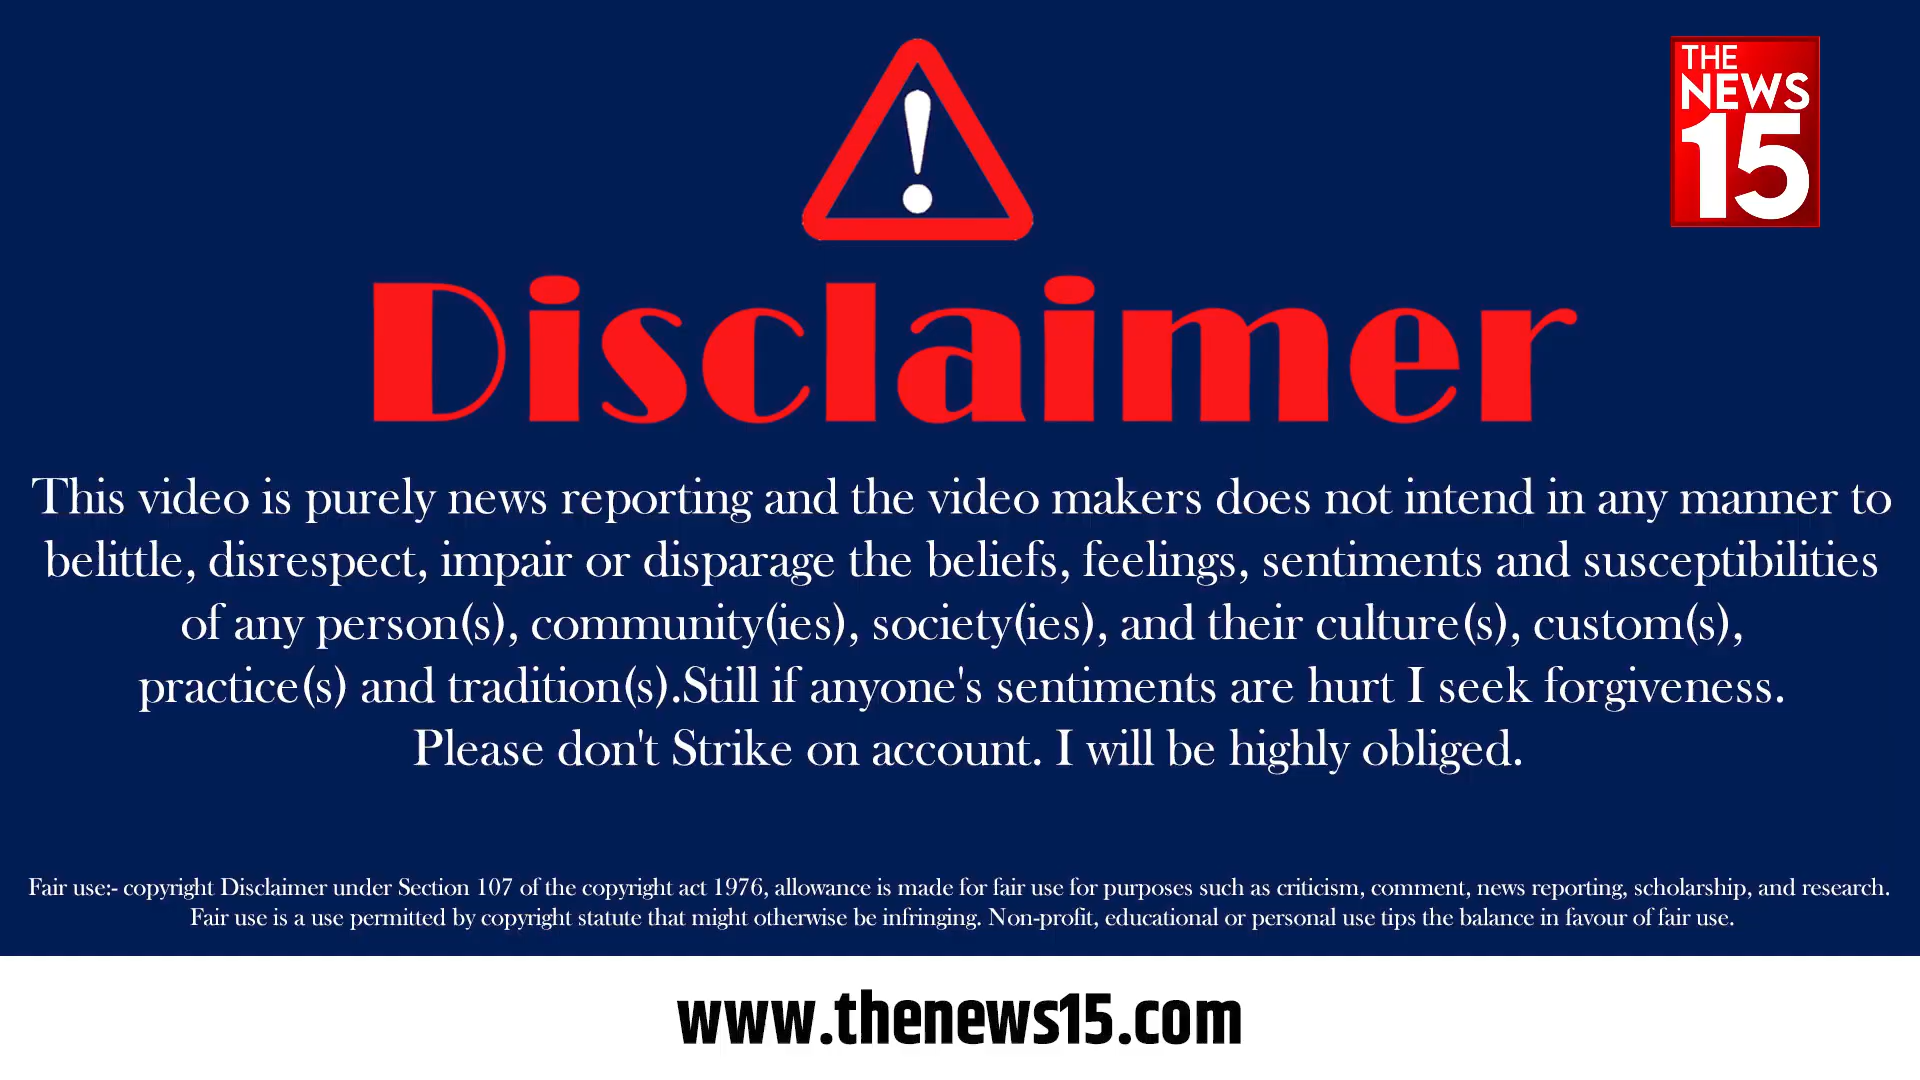 THE
NEWS
15
Disclaimer
This video is purely news reporting and the video makers does not intend in any manner to
belittle, disrespect, impair or disparage the beliefs, feelings, sentiments and susceptibilities
of any person(s), community(ies), society(ies), and their culture(s), custom(s),
practice(s) and tradition(s).Still if anyone's sentiments are hurt I seek forgiveness.
Please don't Strike on account. I will be highly obliged.
Fair use:- copyright Disclaimer under Section 107 of the copyright act 1976, allowance is made for fair use for purposes such as criticism, comment, news reporting, scholarship, and research.
Fair use is a use permitted by copyright statute that might otherwise be infringing. Non-profit, educational or personal use tips the balance in favour of fair use.
www.thenews15.com